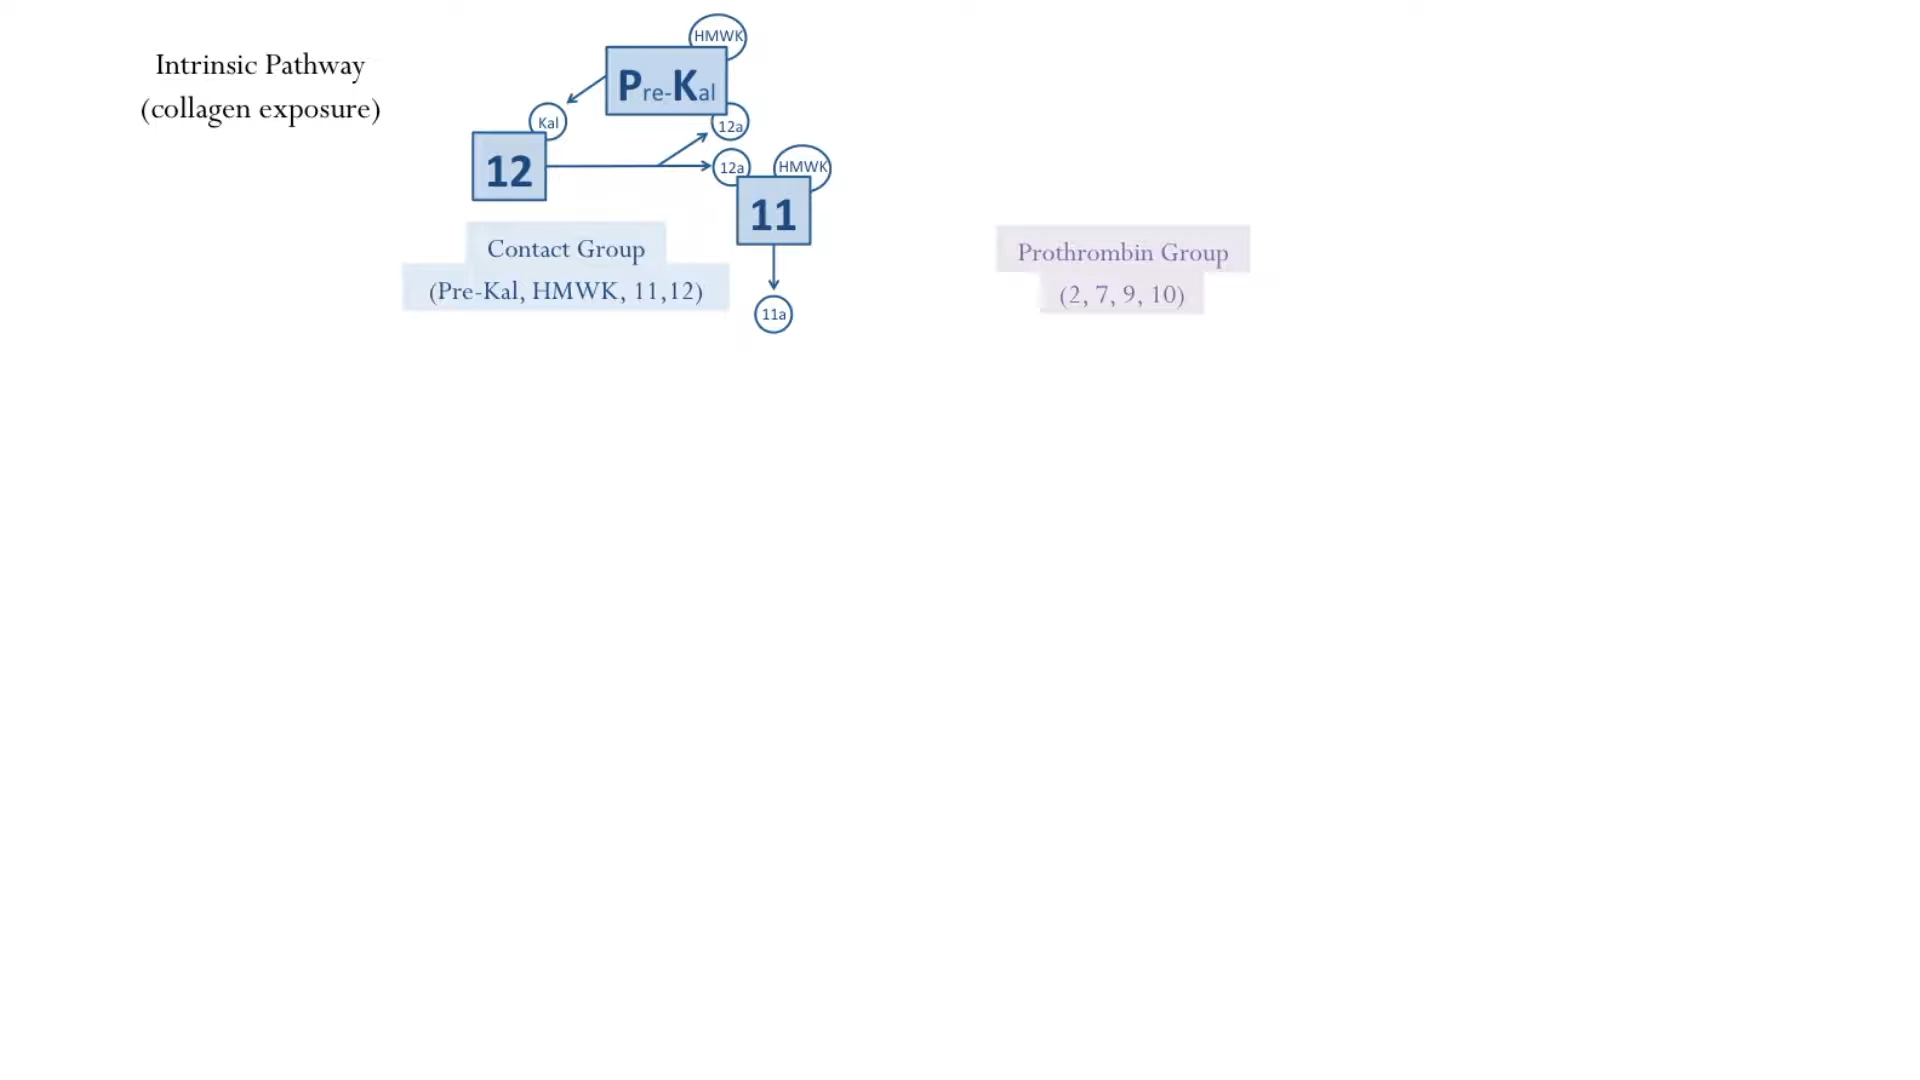 HMWK
Intrinsic Pathway
(collagen exposure)
Pre-Kal
Kal
12a
12
12a
HMWK
11
Contact Group
(Pre-Kal, HMWK, 11,12)
Prothrombin Group
(2, 7, 9, 10)
11a